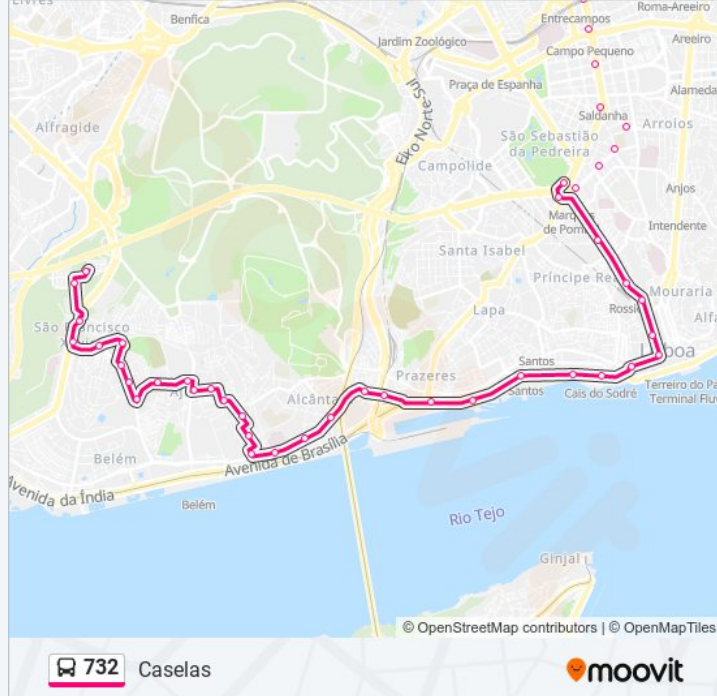 Benfica
Entrecampos
Roma-Areeiro
Areeiro
Jardim Zoológico
Campo Pequeno
Praça de Espanha
Alameda
Saldanha
Arroios
Alfragide
Eixo Norte-Sul
São Sebastião
da Pedreira
Campolide
Anjos
Marquês
de Pombal
Intendente
Santa Isabel
Príncipe Real
Mouraria
Rossio
Lapa
São Francisco
Lisboa
Santos
Prazeres
Santos
Cais do Sodré
Terreiro do Pa
Terminal Fluv
Alcânta
Belém
Avenida de Brasília
Avenida da Índia
Belém
Rio Tejo
Ginjal
© OpenStreetMap contributors | © OpenMapTiles
732 Caselas
moovit